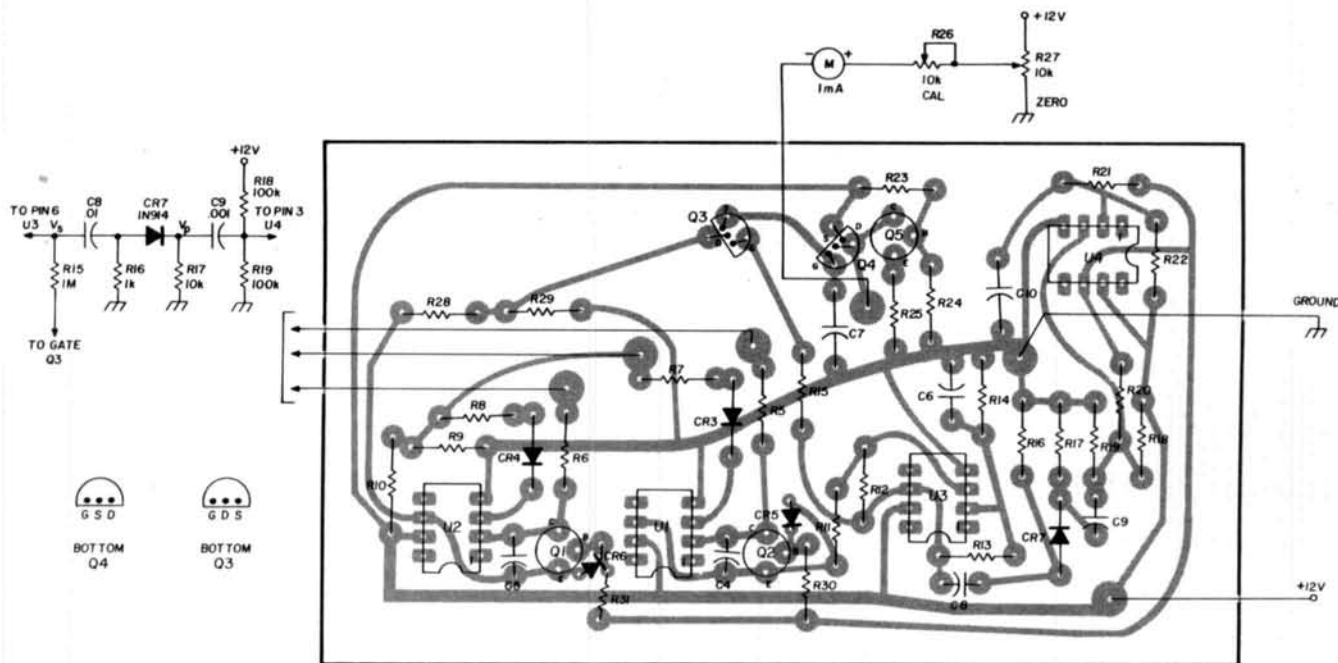 +12V
R26
R27
10k
M
1mA
10k
CAL
ZERO
+12V
R18
100k
C8
.01
CR7
1N914
C9
.001
TO PIN 6
U3
Vs
Vp
TO PIN 3
U4
R15
1M
R16
1k
R17
10k
R19
100k
TO GATE
Q3
R23
R21
Q3
S
D
G
S
D
G
Q4
C
Q5
B
E
U4
R22
GROUND
R28
R29
C10
R24
R25
C7
R7
R15
C6
R14
R20
R8
CR3
R5
R16
R17
R19
R18
R9
CR4
R6
R10
R12
U3
G S D
BOTTOM
Q4
G D S
BOTTOM
Q3
U2
U1
CR5
R11
C9
CR7
Q1
B
E
CR6
C4
C
Q2
E
R13
R31
R30
C8
+12V